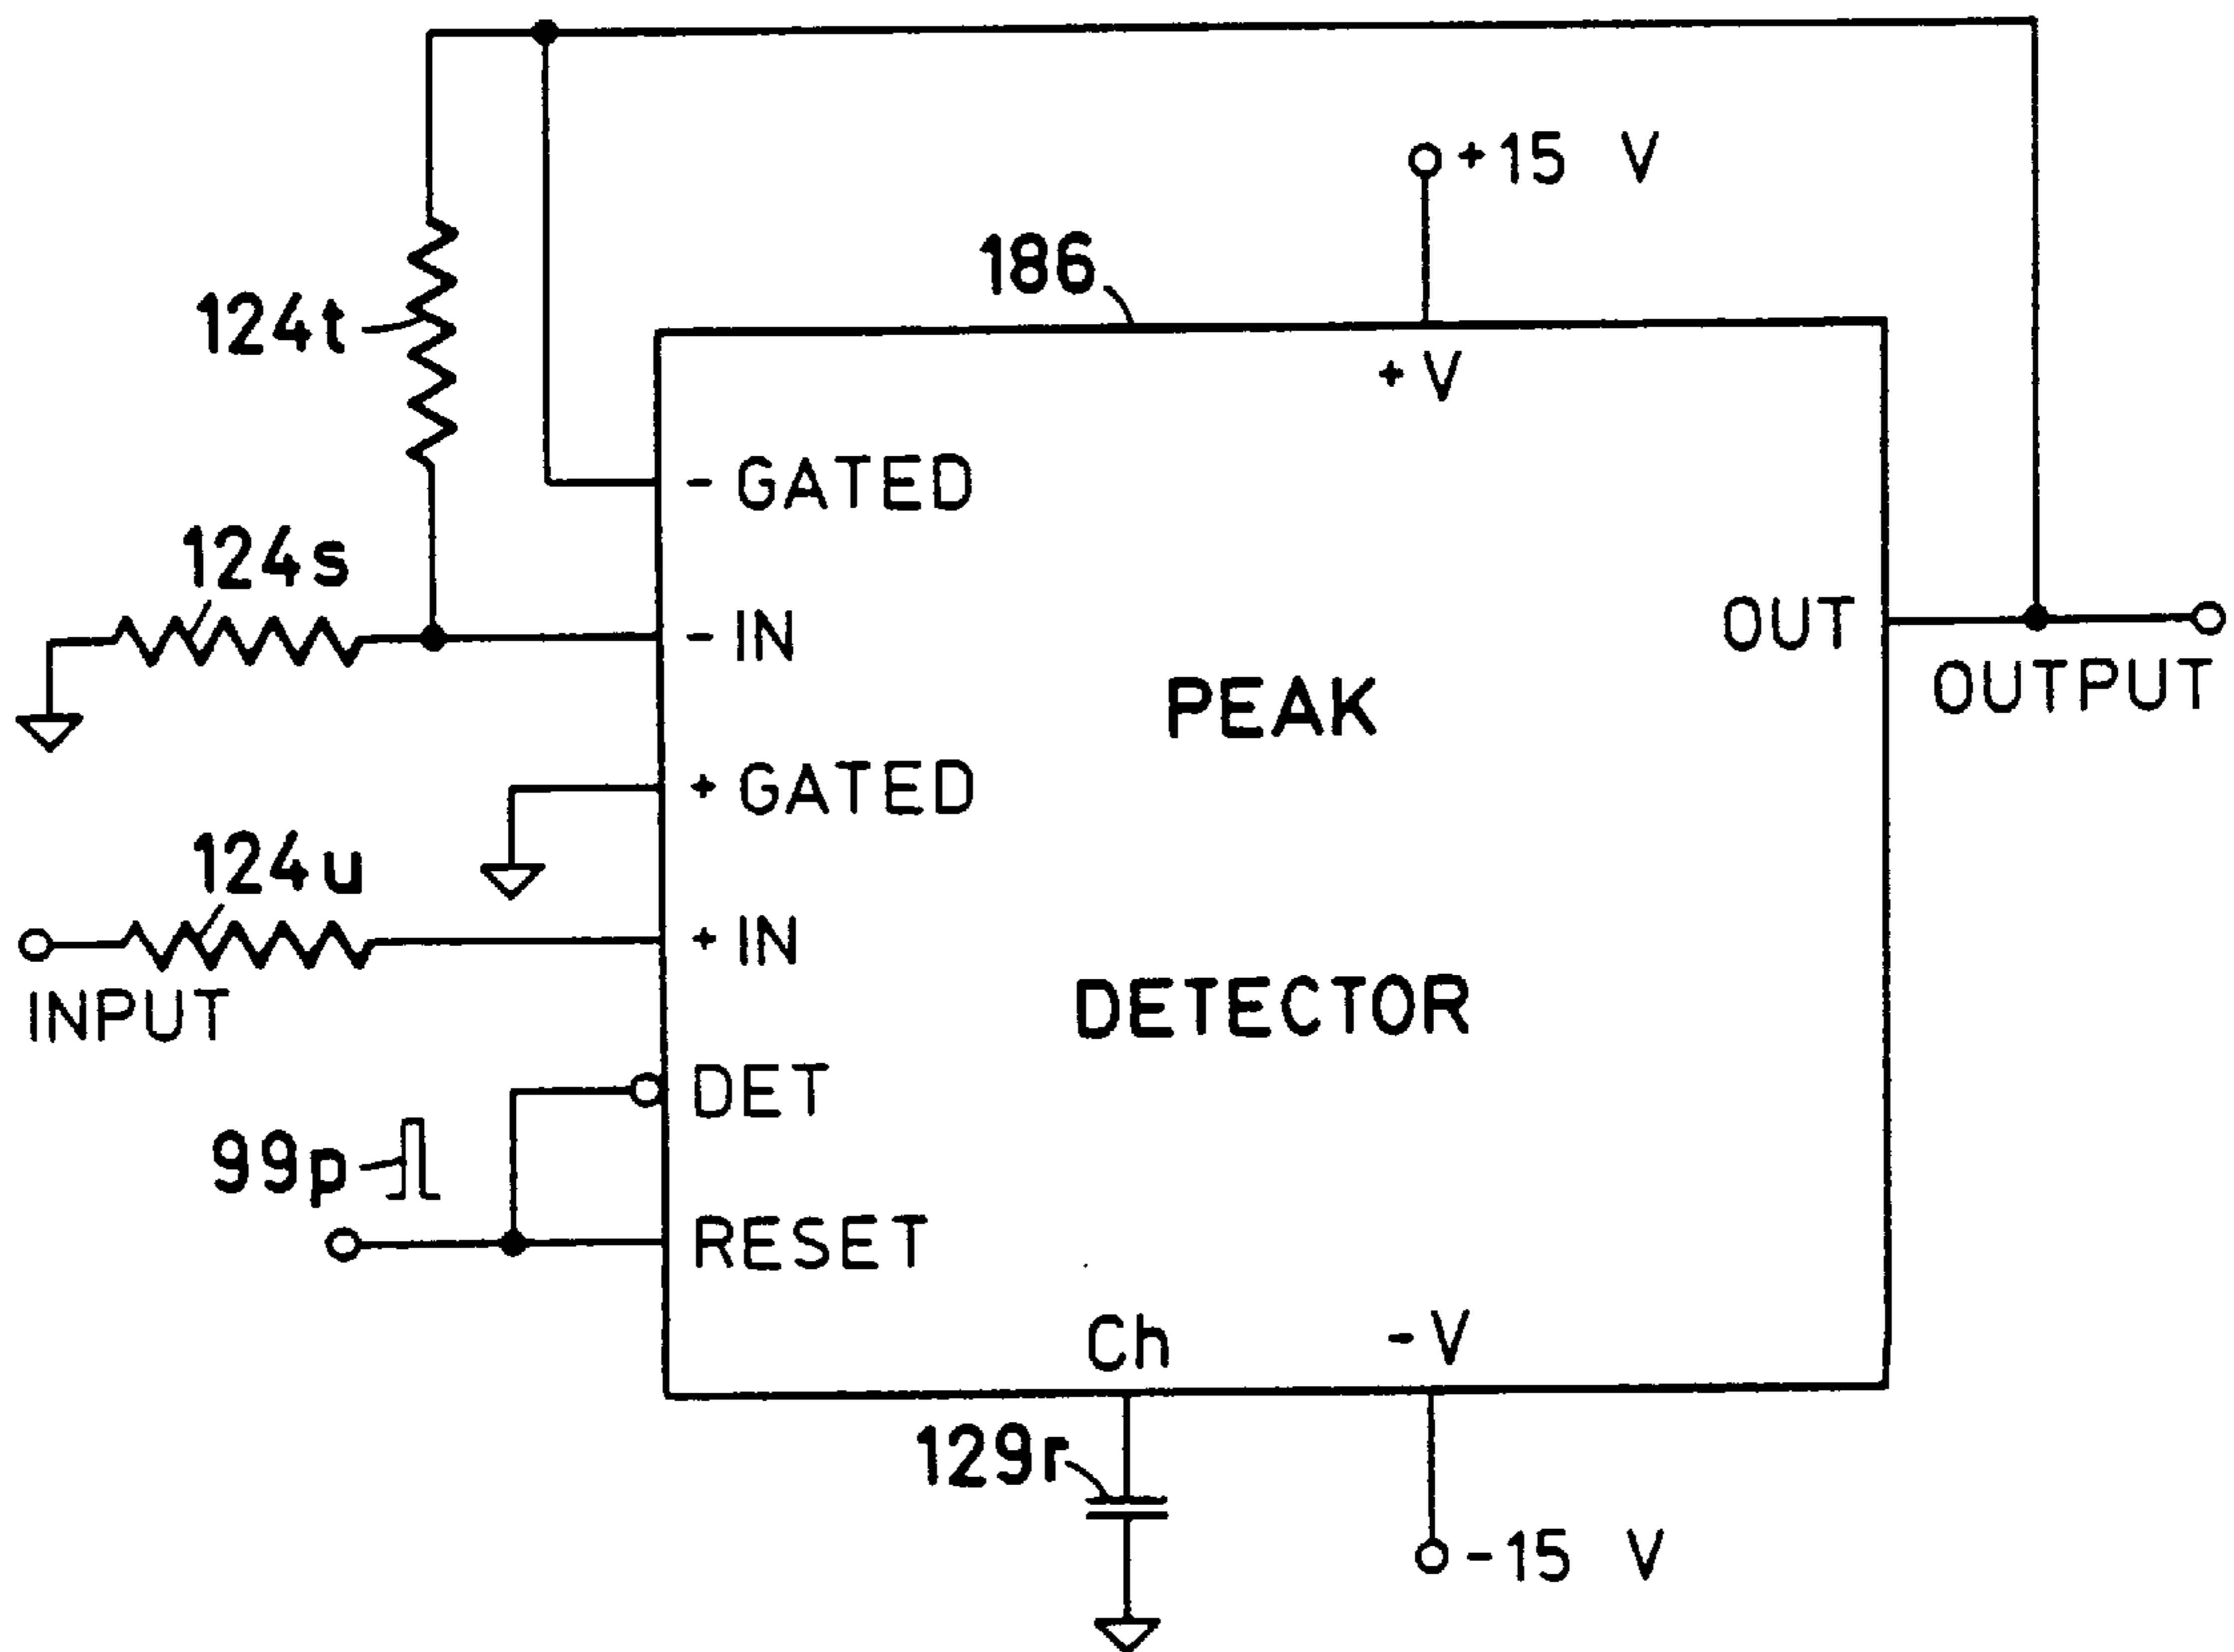 +15 V
186
124t
+V
-GATED
124s
-IN
OUT
OUTPUT
PEAK
+GATED
124u
+IN
INPUT
DETECTOR
DET
99p
RESET
Ch
-V
129r
-15 V